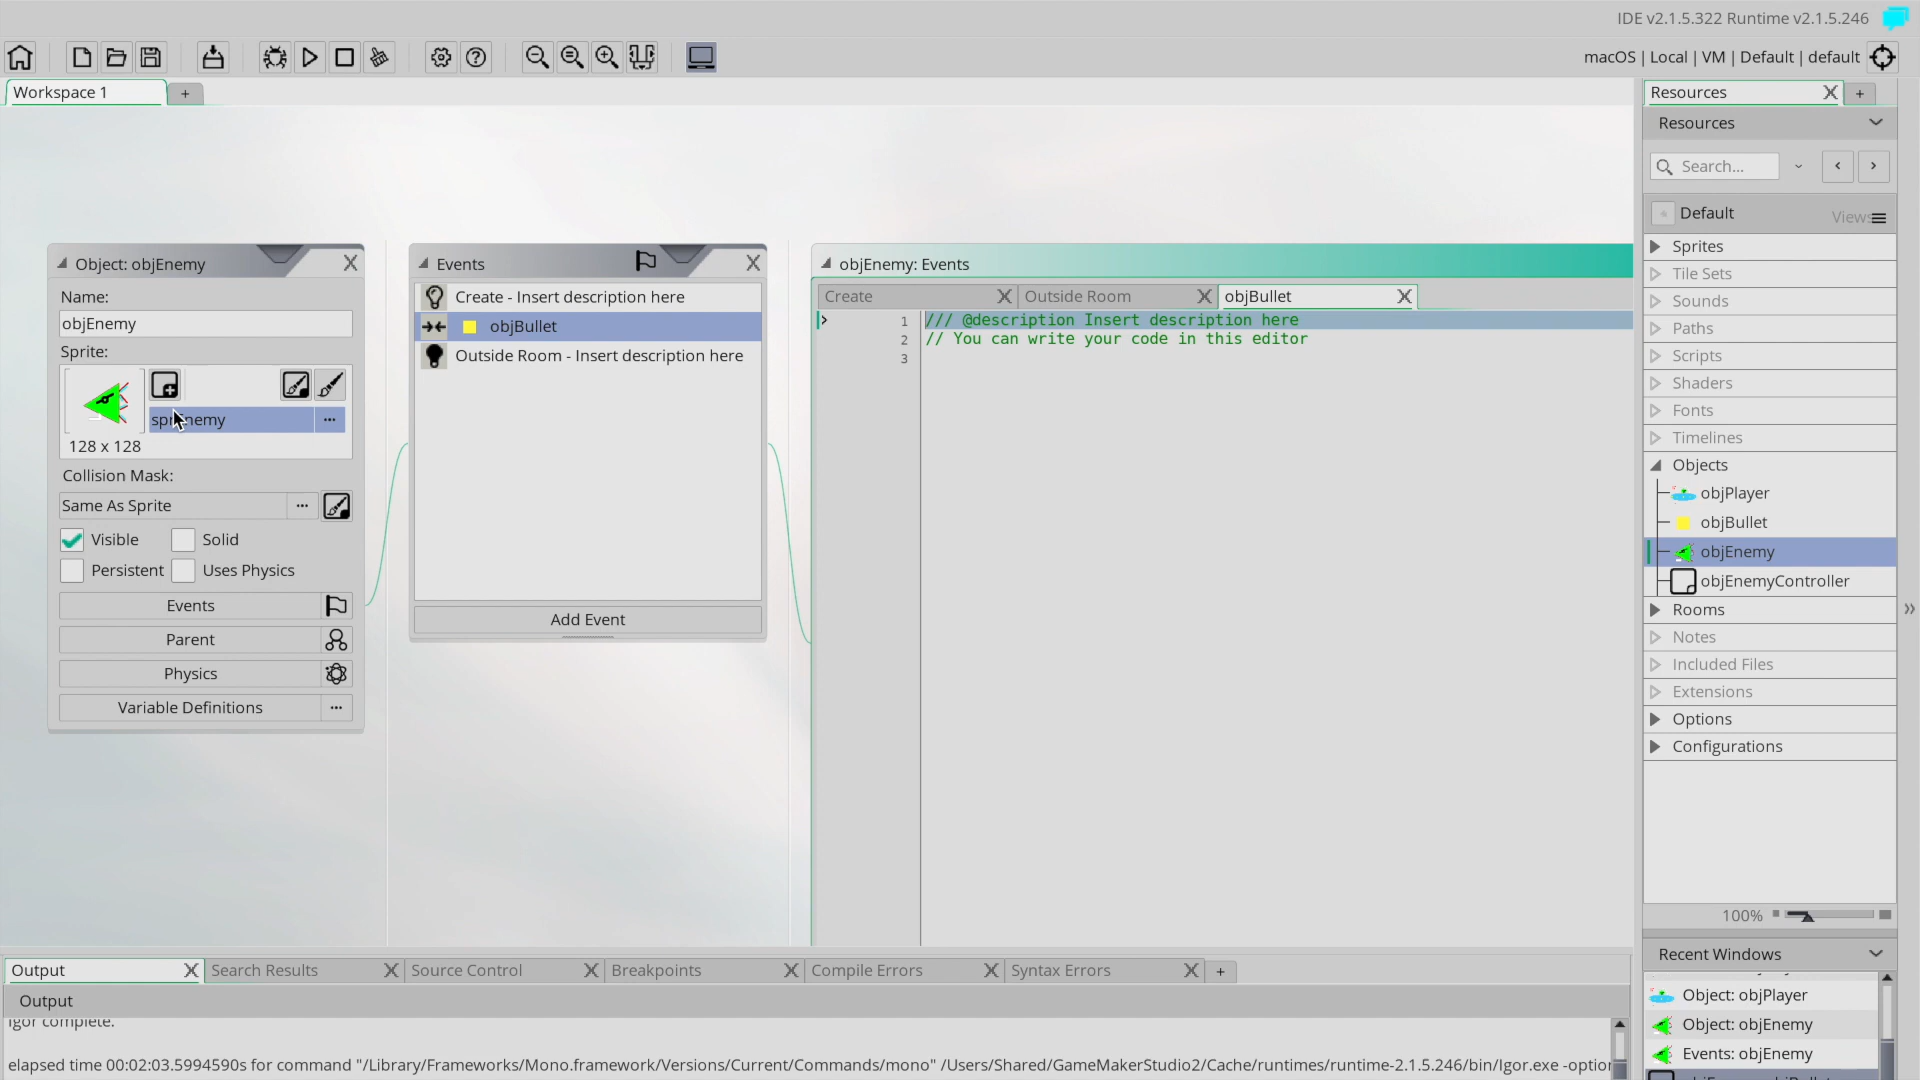 IDE v2.1.5.322 Runtime v2.1.5.246
macOS | Local | VM | Default | default
Workspace 1
+
Object: objEnemy
Name:
objEnemy
Sprite:
sprEnemy
128 x 128
Collision Mask:
Same As Sprite
Visible
Solid
Persistent
Uses Physics
Events
Parent
Physics
Variable Definitions
Events
Create - Insert description here
objBullet
Outside Room - Insert description here
Add Event
objEnemy: Events
Create
Outside Room
objBullet
1 /// @description Insert description here
2 // You can write your code in this editor
3
Resources
+
Resources
Search...
Default
Views
Sprites
Tile Sets
Sounds
Paths
Scripts
Shaders
Fonts
Timelines
Objects
objPlayer
objBullet
objEnemy
objEnemyController
Rooms
Notes
Included Files
Extensions
Options
Configurations
100%
Recent Windows
Object: objPlayer
Object: objEnemy
Events: objEnemy
Output
Search Results
Source Control
Breakpoints
Compile Errors
Syntax Errors
+
Output
Igor complete.
elapsed time 00:02:03.5994590s for command "/Library/Frameworks/Mono.framework/Versions/Current/Commands/mono" /Users/Shared/GameMakerStudio2/Cache/runtimes/runtime-2.1.5.246/bin/Igor.exe -optior